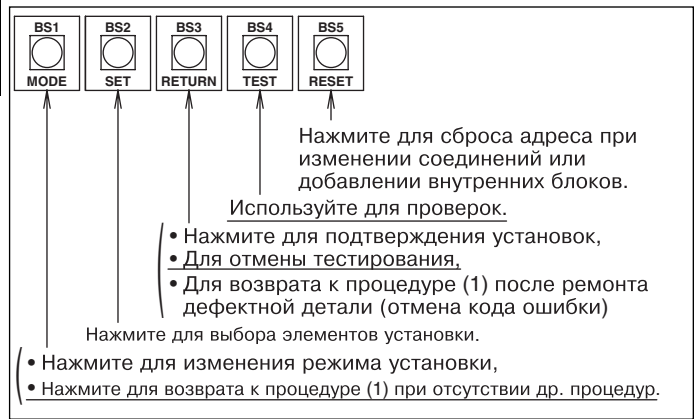 BS1 BS2 BS3 BS4 BS5
MODE SET RETURN TEST RESET
Нажмите для сброса адреса при
изменении соединений или
добавлении внутренних блоков.
Используйте для проверок.
• Нажмите для подтверждения установок,
• Для отмены тестирования,
• Для возврата к процедуре (1) после ремонта
дефектной детали (отмена кода ошибки)
Нажмите для выбора элементов установки.
• Нажмите для изменения режима установки,
• Нажмите для возврата к процедуре (1) при отсутствии др. процедур.